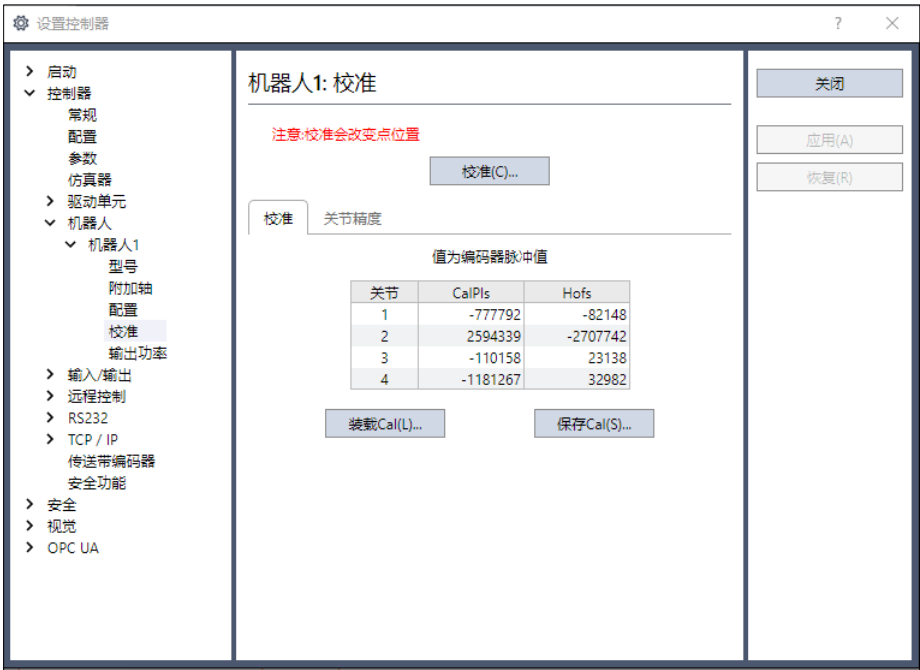 设置控制器
?
启动
控制器
常规
配置
参数
仿真器
驱动单元
机器人
机器人1
型号
附加轴
配置
校准
输出功率
输入/输出
远程控制
RS232
TCP / IP
传送带编码器
安全功能
安全
视觉
OPC UA
机器人1: 校准
注意:校准会改变点位置
校准(C)...
校准 关节精度
值为编码器脉冲值
关节 CalPls Hofs
1 -777792 -82148
2 2594339 -2707742
3 -110158 23138
4 -1181267 32982
装载Cal(L)... 保存Cal(S)...
关闭
应用(A)
恢复(R)